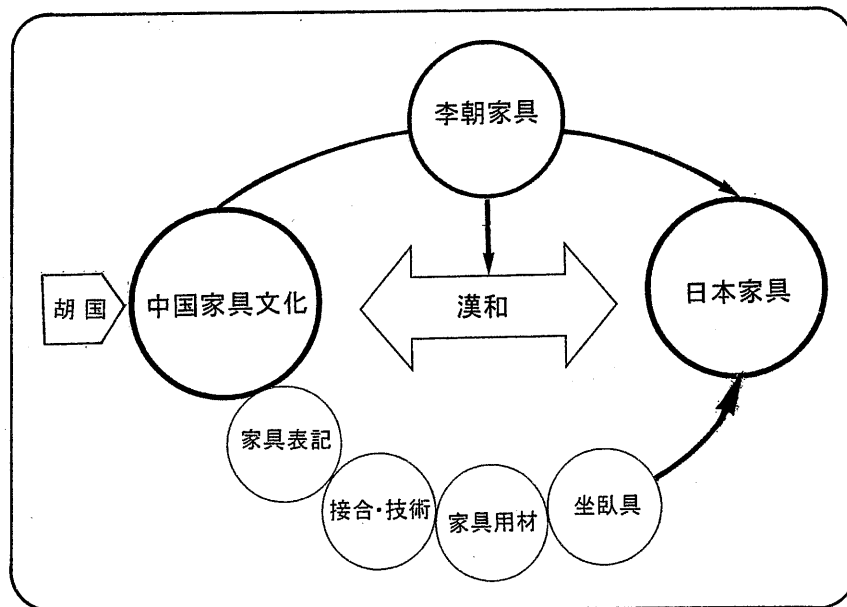 李朝家具
胡国
中国家具文化
漢和
日本家具
家具表記
接合・技術
家具用材
坐臥具